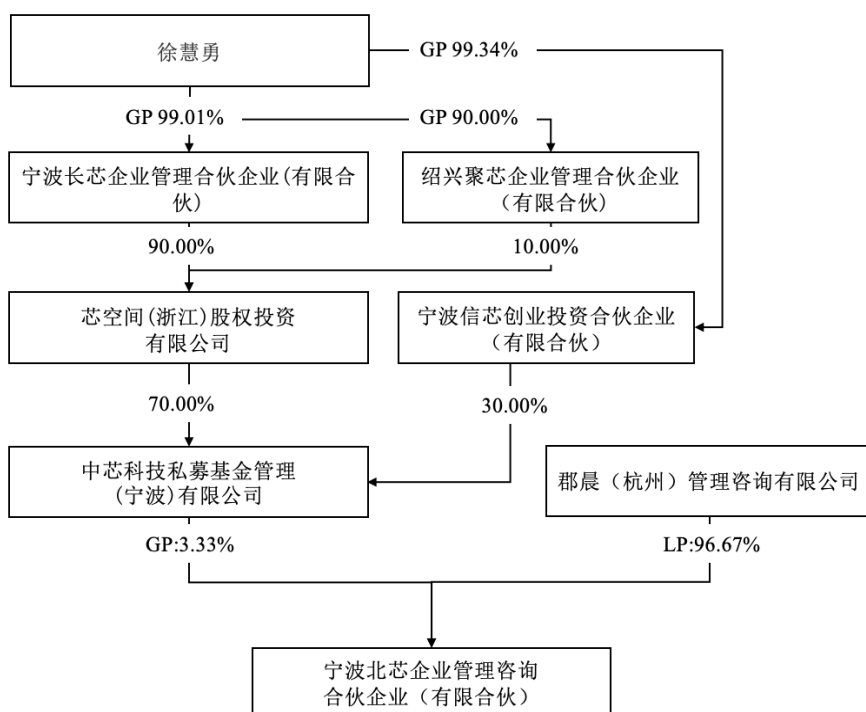 徐慧勇
GP 99.34%
GP 99.01%
GP 90.00%
宁波长芯企业管理合伙企业(有限合
伙)
绍兴聚芯企业管理合伙企业
（有限合伙)
90.00%
10.00%
芯空间(浙江)股权投资
有限公司
宁波信芯创业投资合伙企业
（有限合伙）
70.00%
30.00%
中芯科技私募基金管理
(宁波)有限公司
郡晨（杭州）管理咨询有限公司
GP:3.33%
LP:96.67%
宁波北芯企业管理咨询
合伙企业（有限合伙）